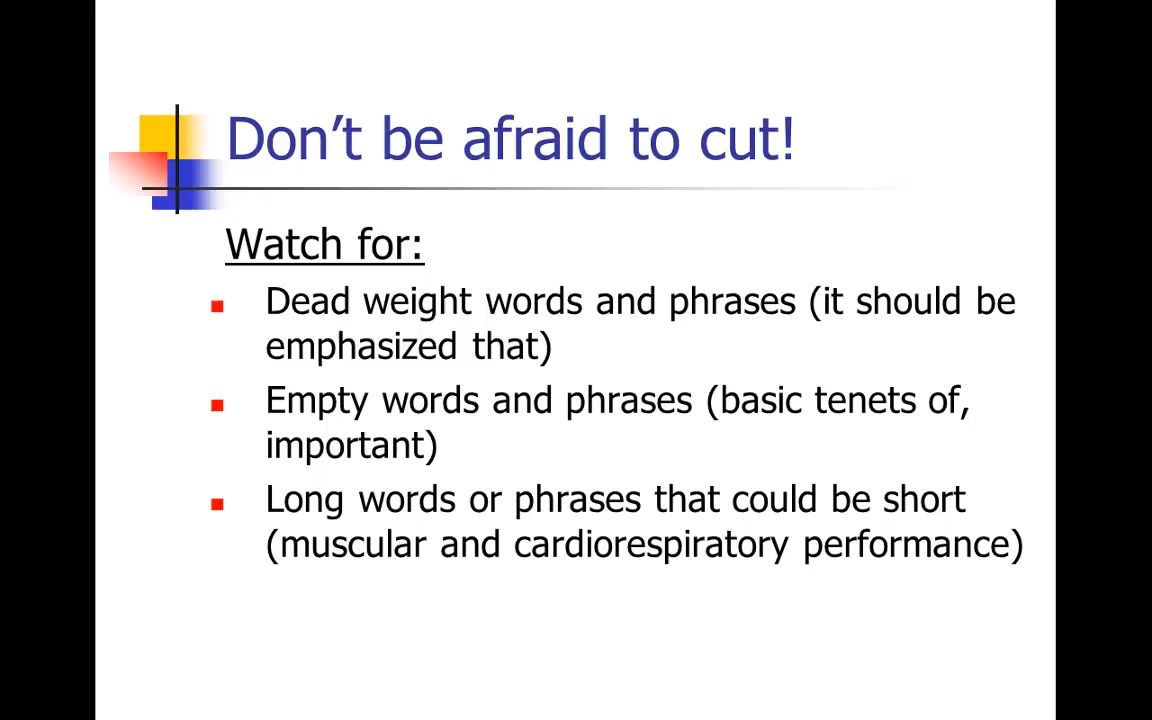 Don’t be afraid to cut!
Watch for:
Dead weight words and phrases (it should be
emphasized that)
Empty words and phrases (basic tenets of,
important)
Long words or phrases that could be short
(muscular and cardiorespiratory performance)